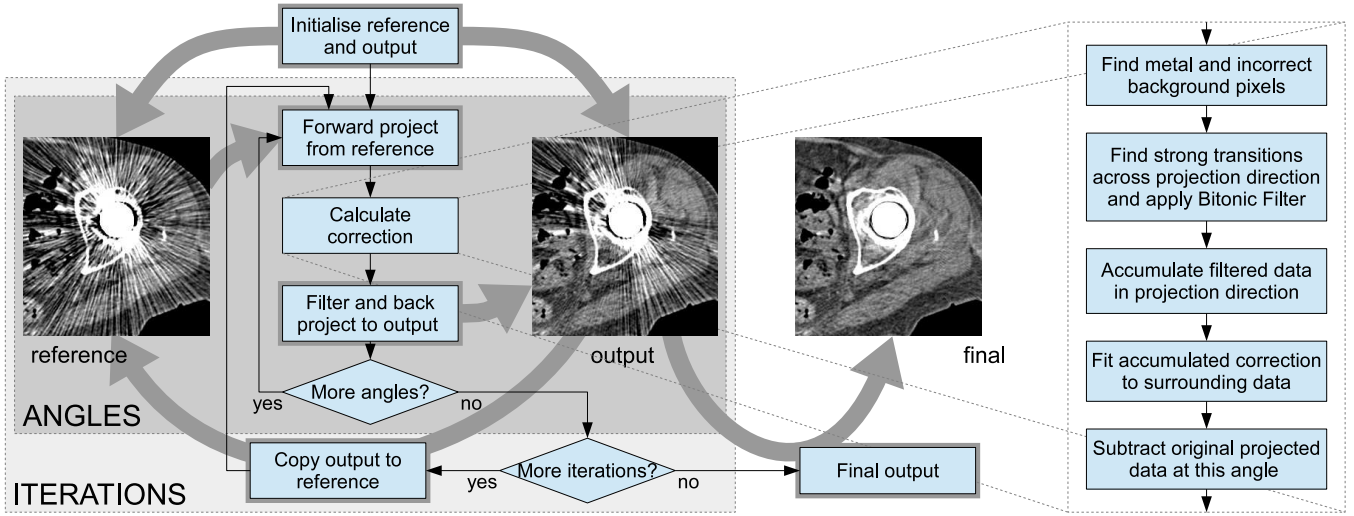 Initialise reference
and output
Forward project
from reference
Calculate
correction
Filter and back
project to output
reference
output
final
More angles?
yes
no
ANGLES
Copy output to
reference
More iterations?
yes
no
Final output
ITERATIONS
Find metal and incorrect
background pixels
Find strong transitions
across projection direction
and apply Bitonic Filter
Accumulate filtered data
in projection direction
Fit accumulated correction
to surrounding data
Subtract original projected
data at this angle